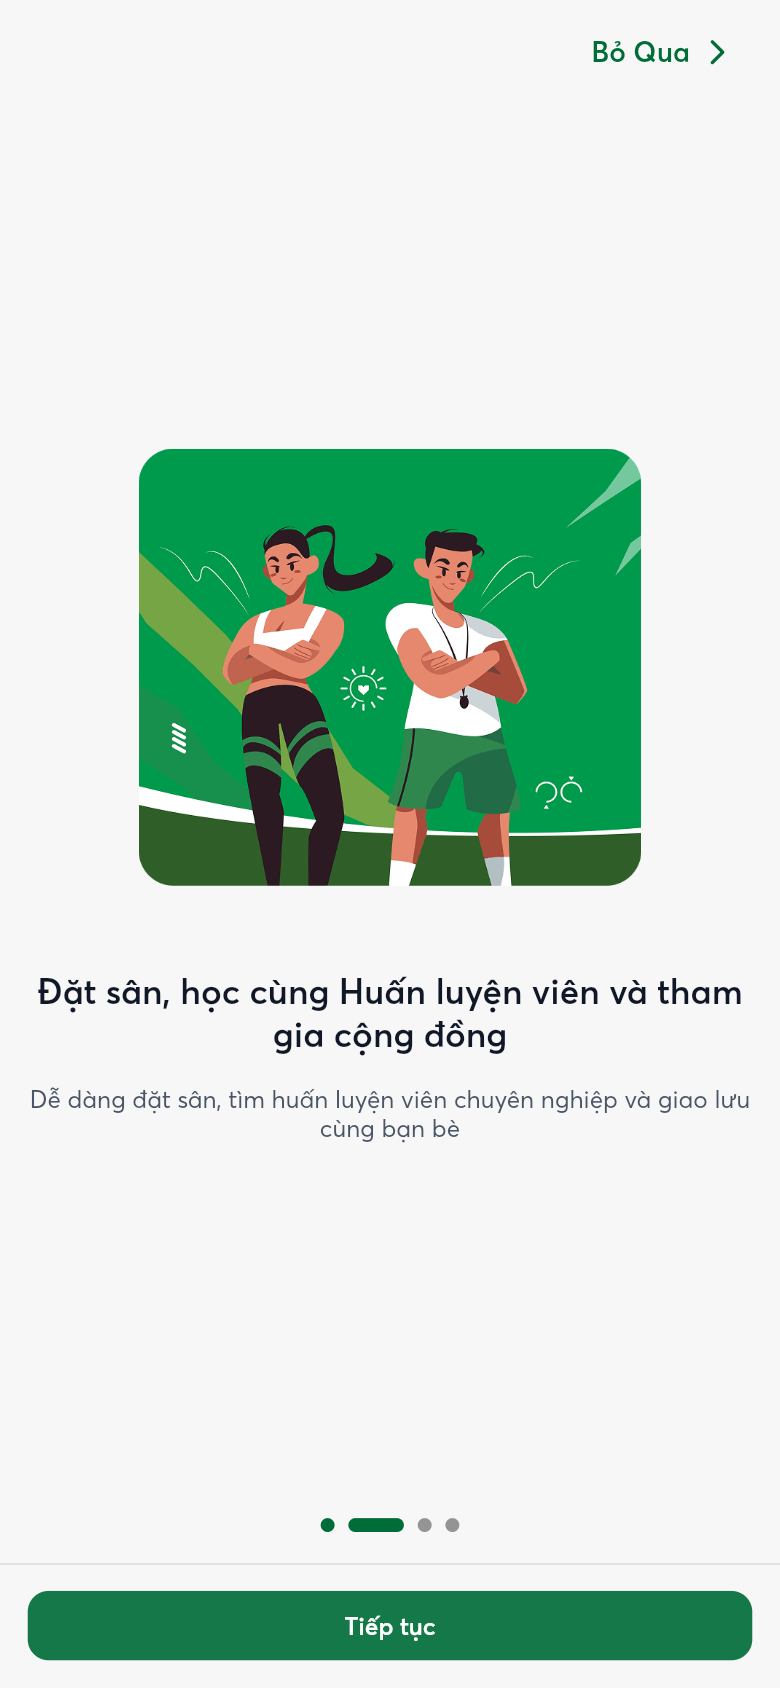 Bỏ Qua
Đặt sân, học cùng Huấn luyện viên và tham
gia cộng đồng
Dễ dàng đặt sân, tìm huấn luyện viên chuyên nghiệp và giao lưu
cùng bạn bè
Tiếp tục